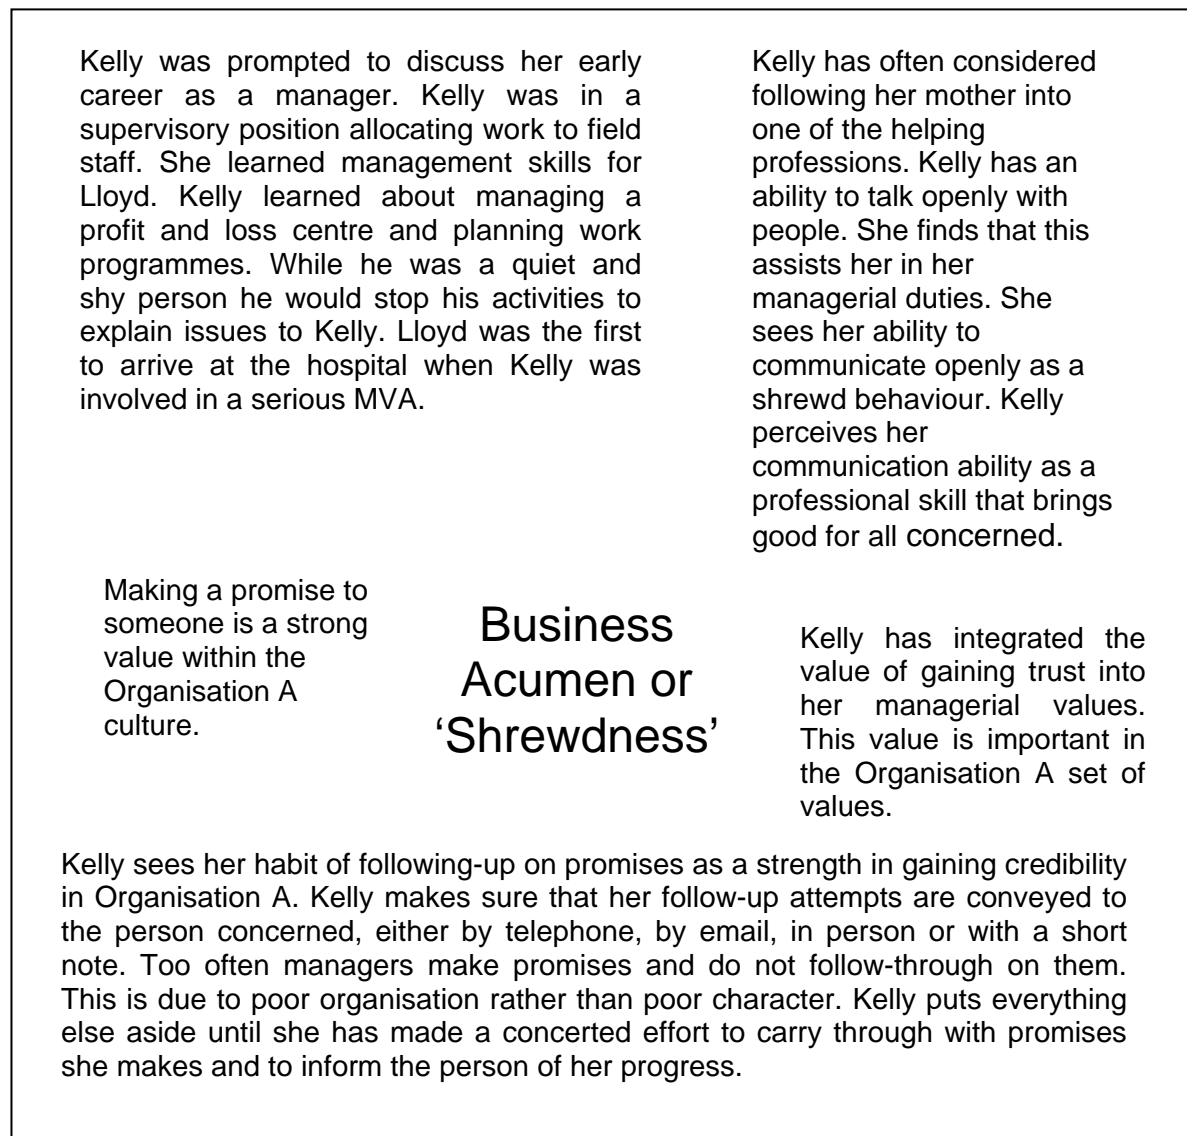 Kelly was prompted to discuss her early
career as a manager. Kelly was in a
supervisory position allocating work to field
staff. She learned management skills for
Lloyd. Kelly learned about managing a
profit and loss centre and planning work
programmes. While he was a quiet and
shy person he would stop his activities to
explain issues to Kelly. Lloyd was the first
to arrive at the hospital when Kelly was
involved in a serious MVA.
Kelly has often considered
following her mother into
one of the helping
professions. Kelly has an
ability to talk openly with
people. She finds that this
assists her in her
managerial duties. She
sees her ability to
communicate openly as a
shrewd behaviour. Kelly
perceives her
communication ability as a
professional skill that brings
good for all concerned.
Making a promise to
someone is a strong
value within the
Organisation A
culture.
Business
Acumen or
‘Shrewdness’
Kelly has integrated the
value of gaining trust into
her managerial values.
This value is important in
the Organisation A set of
values.
Kelly sees her habit of following-up on promises as a strength in gaining credibility
in Organisation A. Kelly makes sure that her follow-up attempts are conveyed to
the person concerned, either by telephone, by email, in person or with a short
note. Too often managers make promises and do not follow-through on them.
This is due to poor organisation rather than poor character. Kelly puts everything
else aside until she has made a concerted effort to carry through with promises
she makes and to inform the person of her progress.